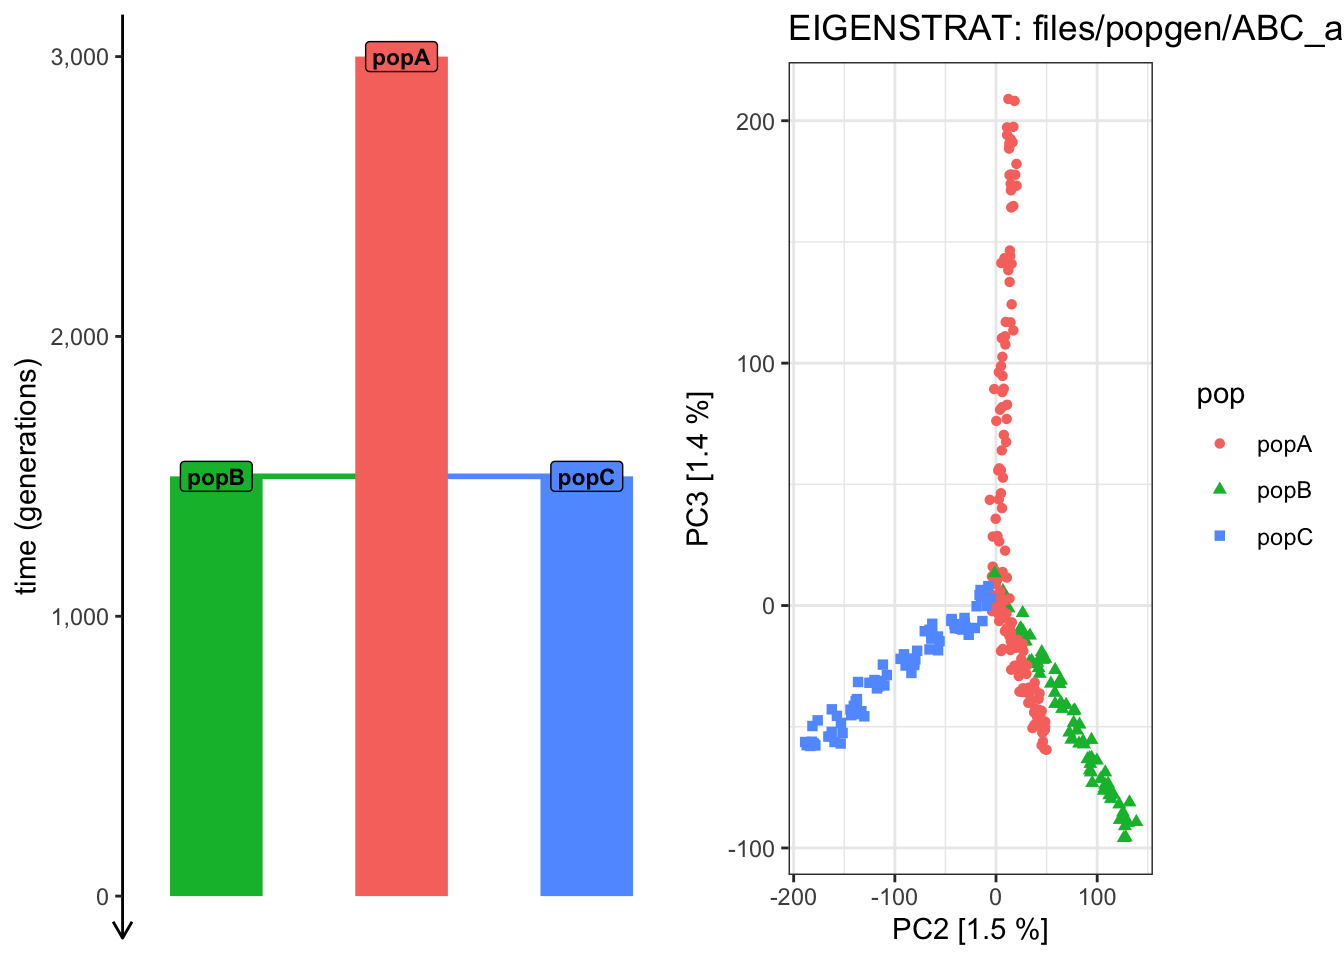 time (generations)
3,000
2,000
1,000
0
popA
popB
popC
EIGENSTRAT: files/popgen/ABC_a
PC3 [1.4 %]
200
100
0
-100
-200
-100
0
100
PC2 [1.5 %]
pop
popA
popB
popC